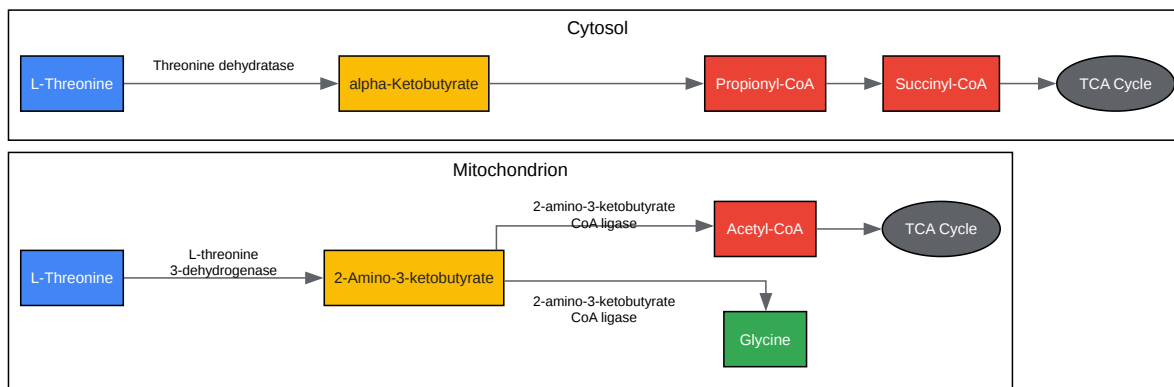 Cytosol
L-Threonine
Threonine dehydratase
alpha-Ketobutyrate
Propionyl-CoA
Succinyl-CoA
TCA Cycle
Mitochondrion
L-Threonine
L-threonine
3-dehydrogenase
2-Amino-3-ketobutyrate
2-amino-3-ketobutyrate
CoA ligase
Acetyl-CoA
TCA Cycle
2-amino-3-ketobutyrate
CoA ligase
Glycine